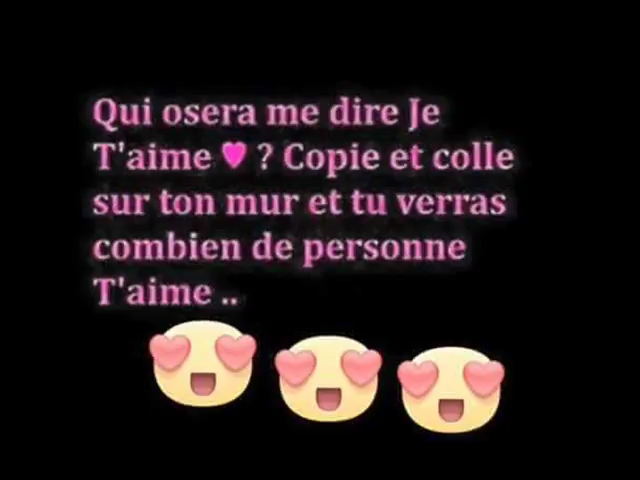 Qui osera me dire Je
T'aime ♥ ? Copie et colle
sur ton mur et tu verras
combien de personne
T'aime ..